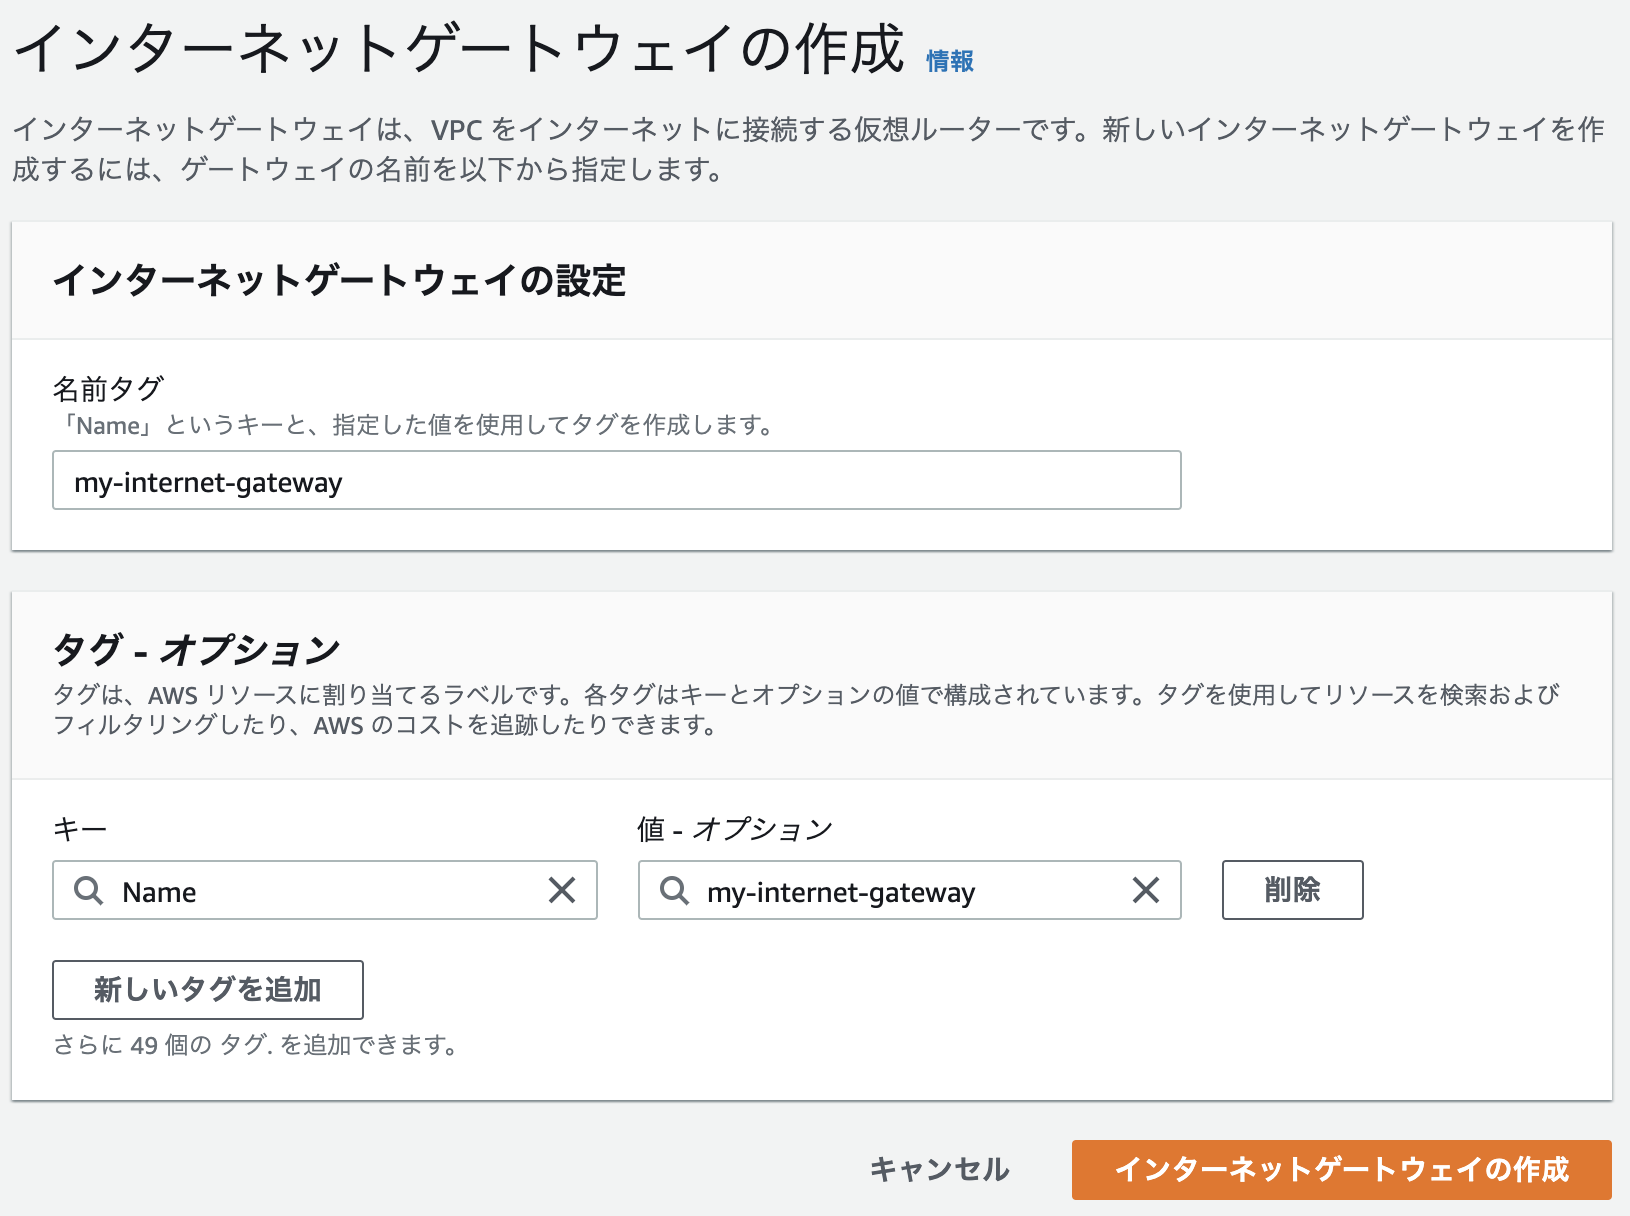 インターネットゲートウェイの作成 情報
インターネットゲートウェイは、VPC をインターネットに接続する仮想ルーターです。新しいインターネットゲートウェイを作
成するには、ゲートウェイの名前を以下から指定します。
インターネットゲートウェイの設定
名前タグ
「Name」というキーと、指定した値を使用してタグを作成します。
my-internet-gateway
タグ - オプション
タグは、AWS リソースに割り当てるラベルです。各タグはキーとオプションの値で構成されています。タグを使用してリソースを検索および
フィルタリングしたり、AWS のコストを追跡したりできます。
キー 値 - オプション
Name my-internet-gateway 削除
新しいタグを追加
さらに 49 個の タグ. を追加できます。
キャンセル インターネットゲートウェイの作成